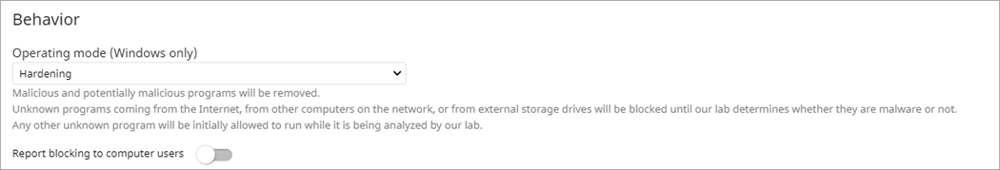 Behavior
Operating mode (Windows only)
Hardening
Malicious and potentially malicious programs will be removed.
Unknown programs coming from the Internet, from other computers on the network, or from external storage drives will be blocked until our lab determines whether they are malware or not.
Any other unknown program will be initially allowed to run while it is being analyzed by our lab.
Report blocking to computer users